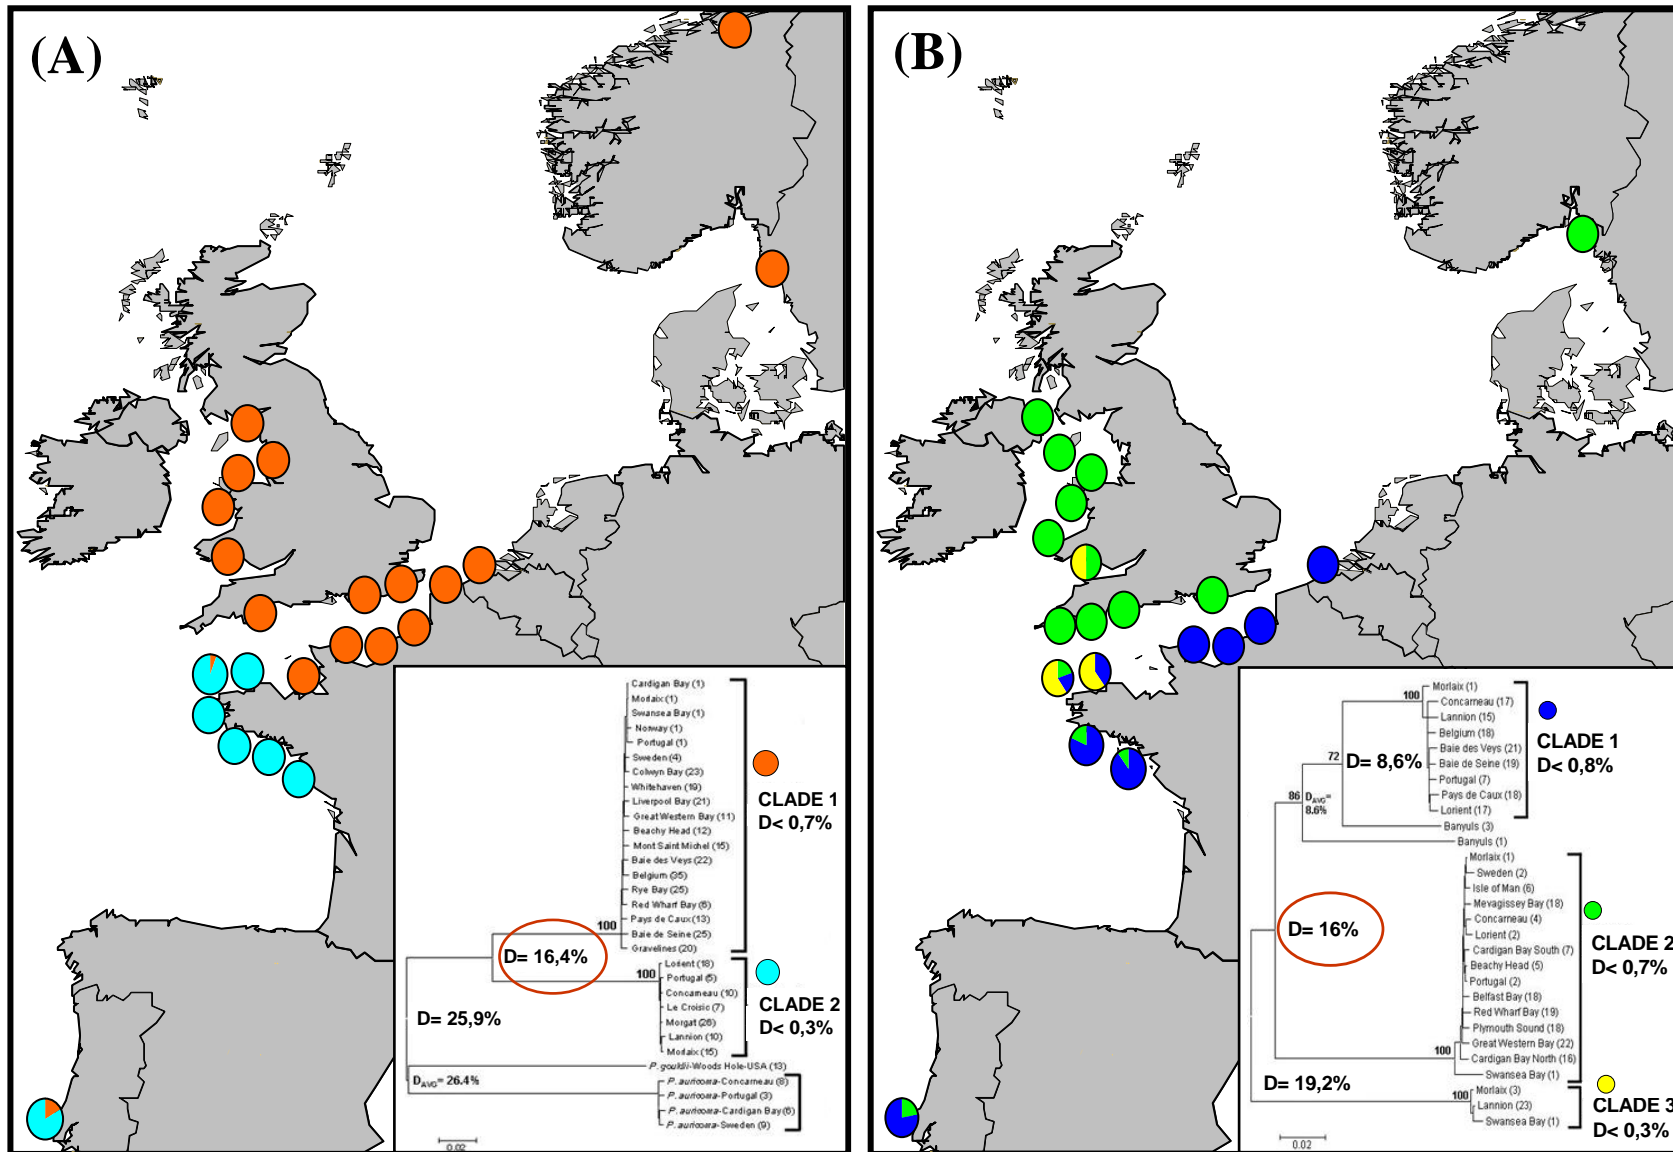 (A)
Cardigan Bay (1)
Morlaix (1)
Swansea Bay (1)
Norway (1)
Portugal (1)
Sweden (4)
Colwyn Bay (23)
Whitehaven (19)
Liverpool Bay (21)
Great Western Bay (11)
Beachy Head (12)
Mont Saint Michel (15)
Baie des Veys (22)
Belgium (35)
Rye Bay (25)
Red Wharf Bay (6)
Pays de Caux (13)
Baie de Seine (25)
Gravelines (20)
100
CLADE 1
D< 0,7%
D= 16,4%
Lorient (18)
Portugal (5)
Concarneau (10)
Le Croisic (7)
Morgat (26)
Lannion (10)
Morlaix (15)
100
CLADE 2
D< 0,3%
D= 25,9%
P. gouldii-Woods Hole-USA (13)
DAVG= 26.4%
P. auricoma-Concarneau (8)
P. auricoma-Portugal (3)
P. auricoma-Cardigan Bay (6)
P. auricoma-Sweden (9)
0.02
(B)
Morlaix (1)
Concarneau (17)
Lannion (15)
Belgium (18)
Baie des Veys (21)
Baie de Seine (19)
Portugal (7)
Pays de Caux (18)
Lorient (17)
100
CLADE 1
D< 0,8%
72
D= 8,6%
86
DAVG=
8.6%
Banyuls (3)
Banyuls (1)
Morlaix (1)
Sweden (2)
Isle of Man (6)
Mevagissey Bay (18)
Concarneau (4)
Lorient (2)
Cardigan Bay South (7)
Beachy Head (5)
Portugal (2)
Belfast Bay (18)
Red Wharf Bay (19)
Plymouth Sound (18)
Great Western Bay (22)
Cardigan Bay North (16)
Swansea Bay (1)
100
CLADE 2
D< 0,7%
D= 16%
D= 19,2%
Morlaix (3)
Lannion (23)
Swansea Bay (1)
100
CLADE 3
D< 0,3%
0.02